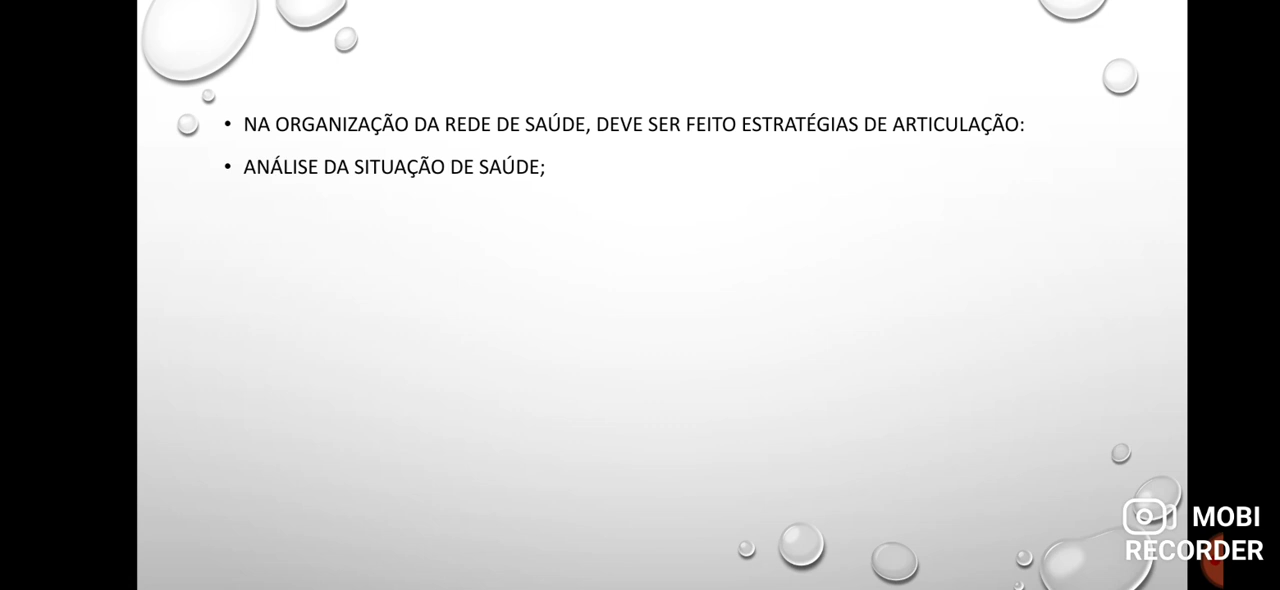 • NA ORGANIZAÇÃO DA REDE DE SAÚDE, DEVE SER FEITO ESTRATÉGIAS DE ARTICULAÇÃO:
• ANÁLISE DA SITUAÇÃO DE SAÚDE;
MOBI
RECORDER